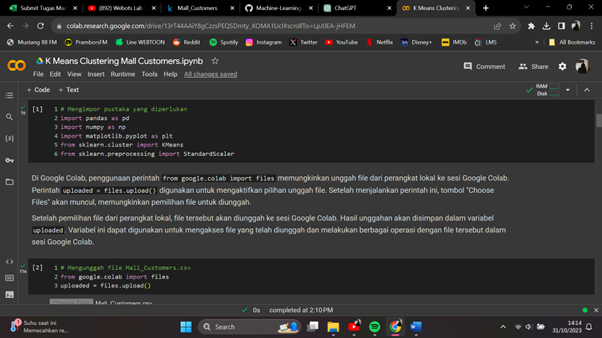 Submit Tugas Ma
(892) Webots Lab
Mall_Customers
Machine-Learning
ChatGPT
K Means Clustering
colab.research.google.com/drive/
Mustang 88 FM
PrambonFM
Line WEBTOON
Reddit
Spotify
Instagram
Twitter
YouTube
Netflix
Disney+
IMDb
LMS
All Bookmarks
K Means Clustering Mall Customers.ipynb
Comment
Share
File Edit View Insert Runtime Tools Help All changes saved
+ Code + Text
RAM
Disk
[1]
1 # Mengimpor pustaka yang diperlukan
2 import pandas as pd
3 import numpy as np
4 import matplotlib.pyplot as plt
5 from sklearn.cluster import KMeans
6 from sklearn.preprocessing import StandardScaler
Di Google Colab, penggunaan perintah from google.colab import files memungkinkan unggah file dari perangkat lokal ke sesi Google Colab.
Perintah uploaded = files.upload() digunakan untuk mengaktifkan pilihan unggah file. Setelah menjalankan perintah ini, tombol "Choose
Files" akan muncul, memungkinkan pemilihan file untuk diunggah.
Setelah pemilihan file dari perangkat lokal, file tersebut akan diunggah ke sesi Google Colab. Hasil unggahan akan disimpan dalam variabel
uploaded. Variabel ini dapat digunakan untuk mengakses file yang telah diunggah dan melakukan berbagai operasi dengan file tersebut dalam
sesi Google Colab.
[2]
11s
1 # Mengunggah file Mall_Customers.csv
2 from google.colab import files
3 uploaded = files.upload()
Mall_Customers.csv
0s completed at 2:10 PM
Suhu saat ini
Memecahkan re...
Search
14:14
31/10/2023